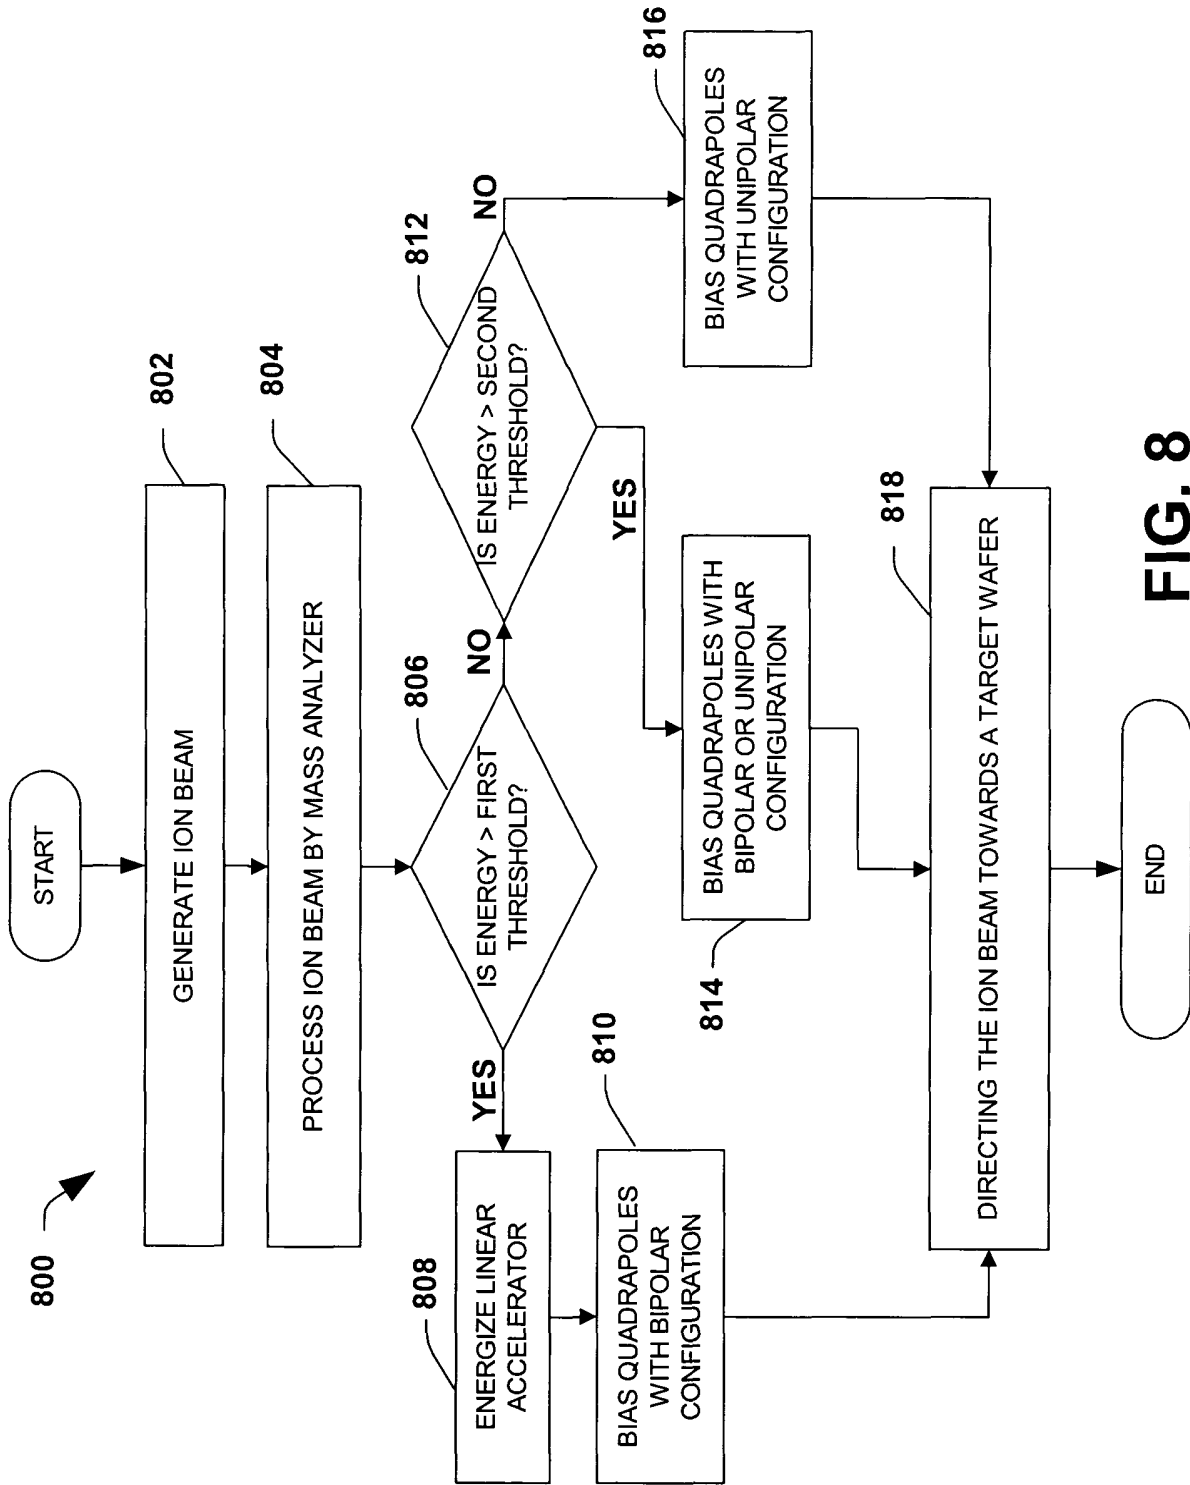 800
START
GENERATE ION BEAM
802
PROCESS ION BEAM BY MASS ANALYZER
804
IS ENERGY > FIRST
THRESHOLD?
806
YES
NO
ENERGIZE LINEAR
ACCELERATOR
808
BIAS QUADRAPOLES
WITH BIPOLAR
CONFIGURATION
810
IS ENERGY > SECOND
THRESHOLD?
812
YES
NO
BIAS QUADRAPOLES WITH
BIPOLAR OR UNIPOLAR
CONFIGURATION
814
BIAS QUADRAPOLES
WITH UNIPOLAR
CONFIGURATION
816
DIRECTING THE ION BEAM TOWARDS A TARGET WAFER
818
END
FIG. 8